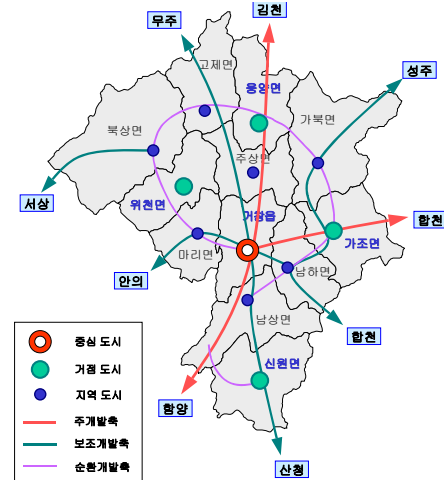 김천
무주
고제면
웅양면
성주
가북면
북상면
주상면
서상
위천면
거창읍
합천
가조면
마리면
남하면
안의
남상면
합천
신원면
함양
산청
중심 도시
거점 도시
지역 도시
주개발축
보조개발축
순환개발축